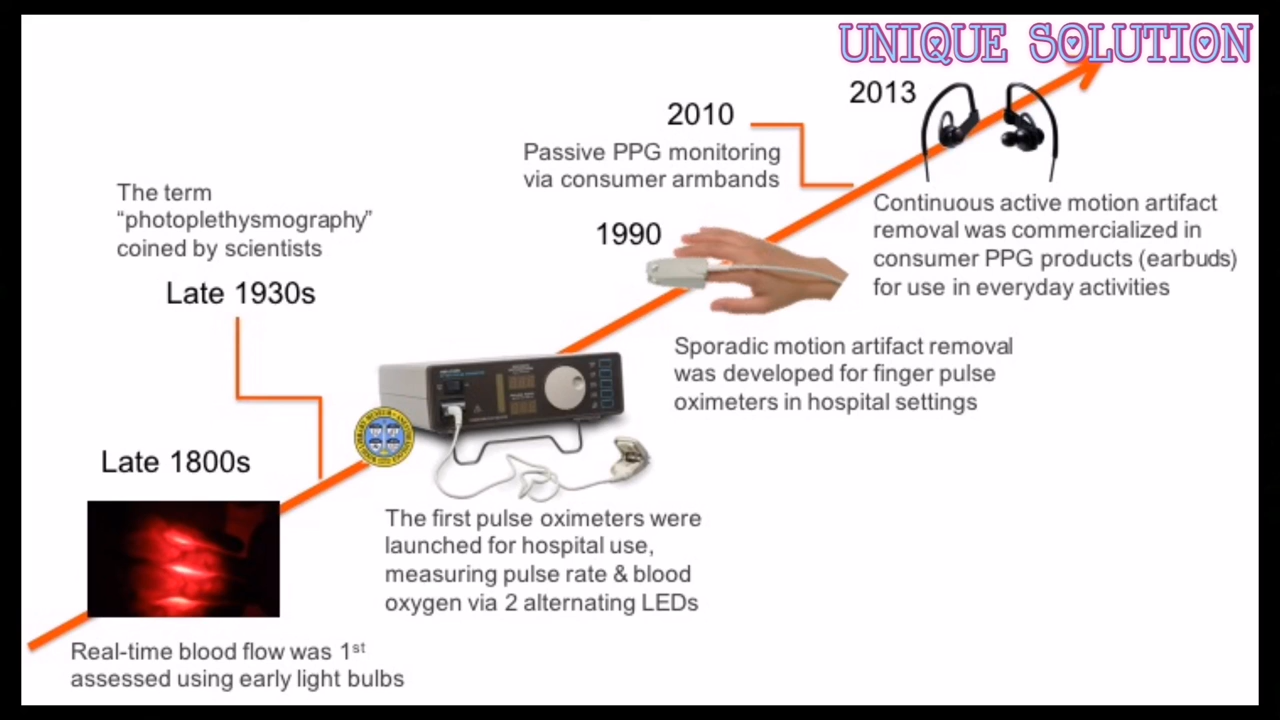 UNIQUE SOLUTION
2013
2010
Passive PPG monitoring
via consumer armbands
The term
“photoplethysmography”
coined by scientists
Continuous active motion artifact
removal was commercialized in
consumer PPG products (earbuds)
for use in everyday activities
1990
Late 1930s
Sporadic motion artifact removal
was developed for finger pulse
oximeters in hospital settings
Late 1800s
The first pulse oximeters were
launched for hospital use,
measuring pulse rate & blood
oxygen via 2 alternating LEDs
Real-time blood flow was 1st
assessed using early light bulbs